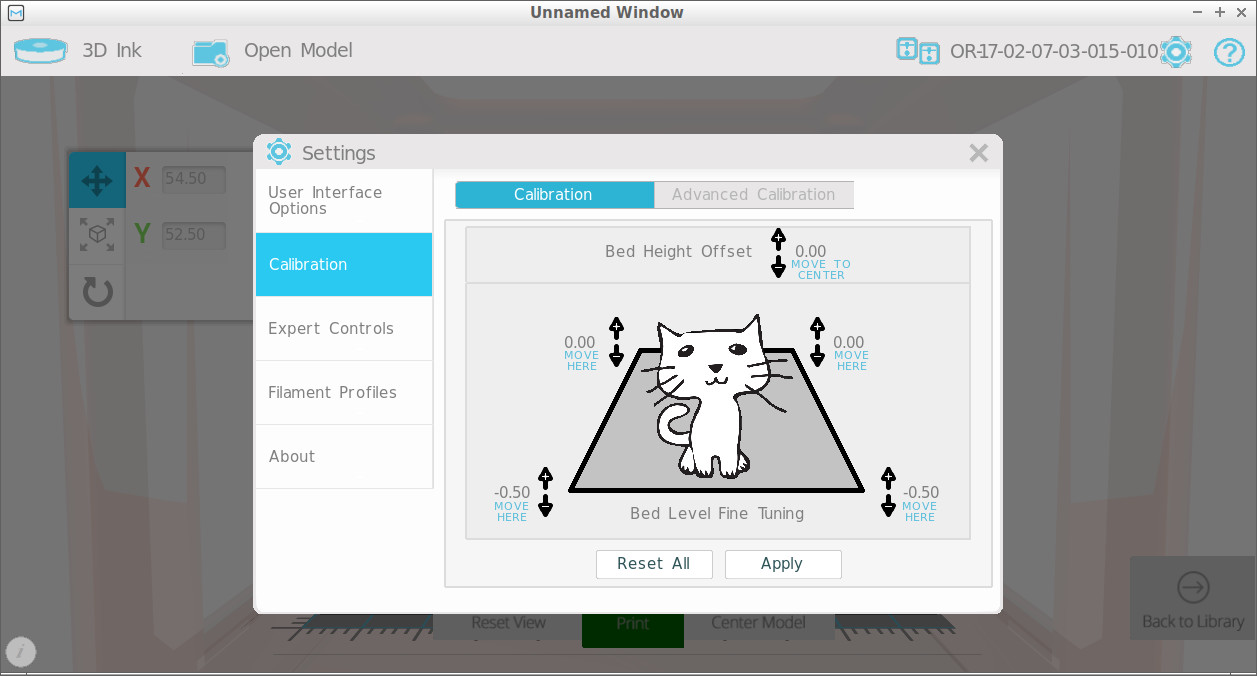 Unnamed Window
3D Ink
Open Model
OR-17-02-07-03-015-010
?
Settings
X 54.50
Y 52.50
User Interface
Options
Calibration
Expert Controls
Filament Profiles
About
Calibration
Advanced Calibration
Bed Height Offset
0.00
MOVE TO
CENTER
0.00
MOVE
HERE
0.00
MOVE
HERE
-0.50
MOVE
HERE
-0.50
MOVE
HERE
Bed Level Fine Tuning
Reset All
Apply
Reset View
Print
Center Model
Back to Library
i